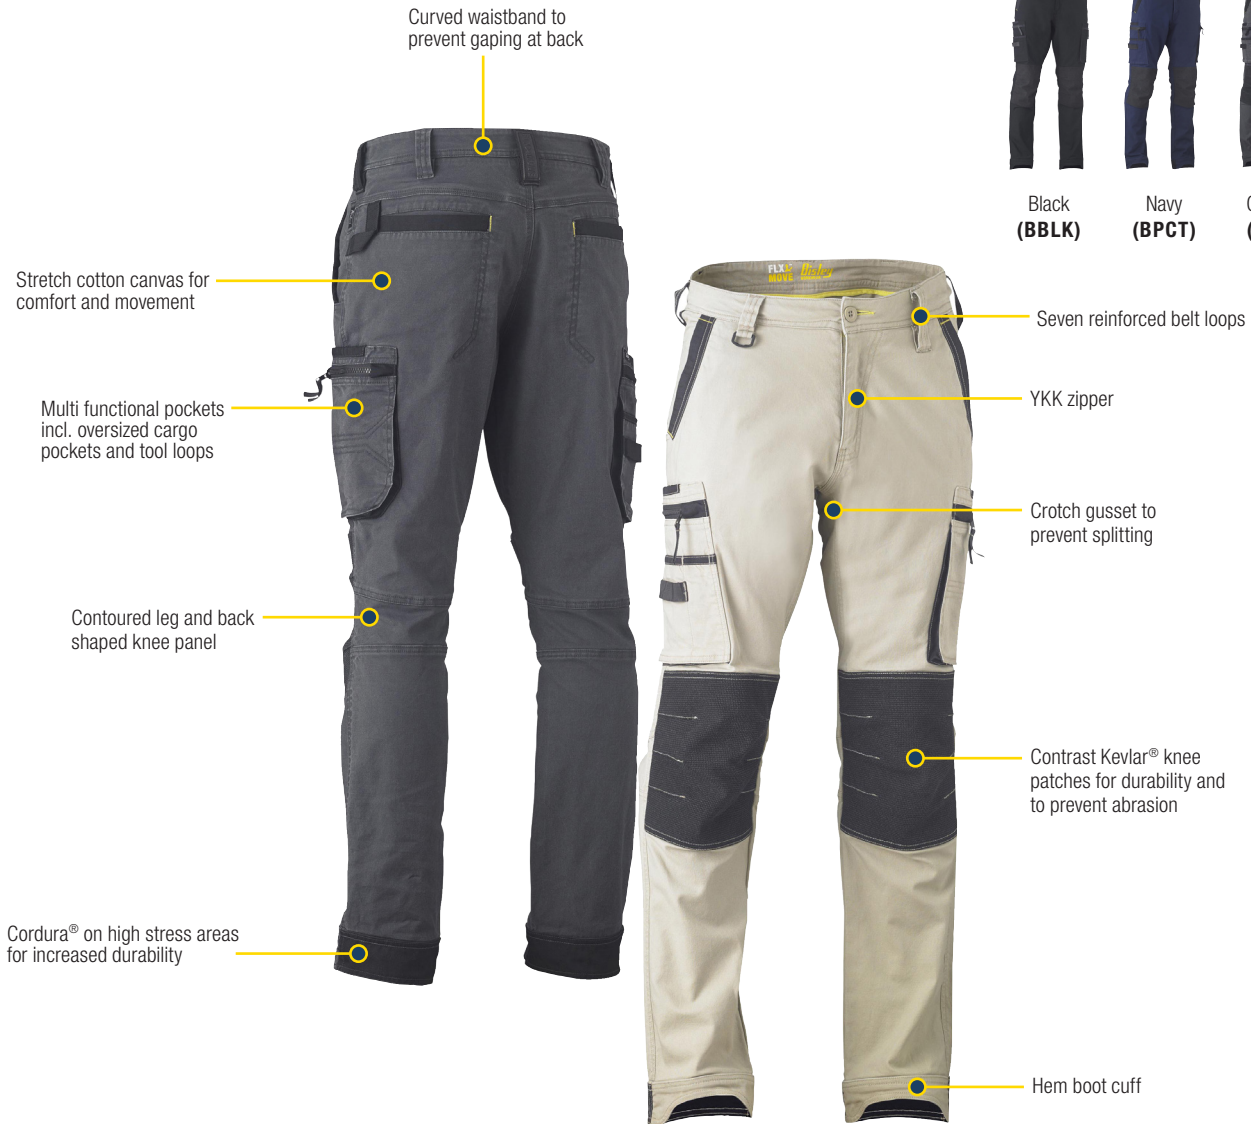 Curved waistband to
prevent gaping at back
Black
(BBLK)
Navy
(BPCT)
Stretch cotton canvas for
comfort and movement
FLX &
MOVE
Bisley
Seven reinforced belt loops
Multi functional pockets
incl. oversized cargo
pockets and tool loops
YKK zipper
Crotch gusset to
prevent splitting
Contoured leg and back
shaped knee panel
Contrast Kevlar® knee
patches for durability and
to prevent abrasion
Cordura® on high stress areas
for increased durability
Hem boot cuff